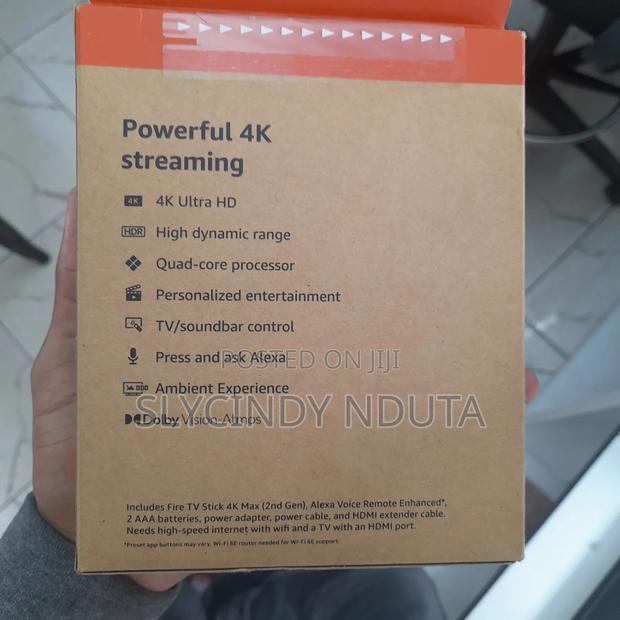 Powerful 4K
streaming
4K 4K Ultra HD
HDR High dynamic range
Quad-core processor
Personalized entertainment
TV/soundbar control
Press and ask Alexa
POSTED ON JIJI
Ambient Experience
SLYCINDY NDUTA
Dolby Vision·Atmos
Includes Fire TV Stick 4K Max (2nd Gen), Alexa Voice Remote Enhanced*,
2 AAA batteries, power adapter, power cable, and HDMI extender cable.
Needs high-speed internet with wifi and a TV with an HDMI port.
*Preset app buttons may vary. Wi-Fi 6E router needed for Wi-Fi 6E support.